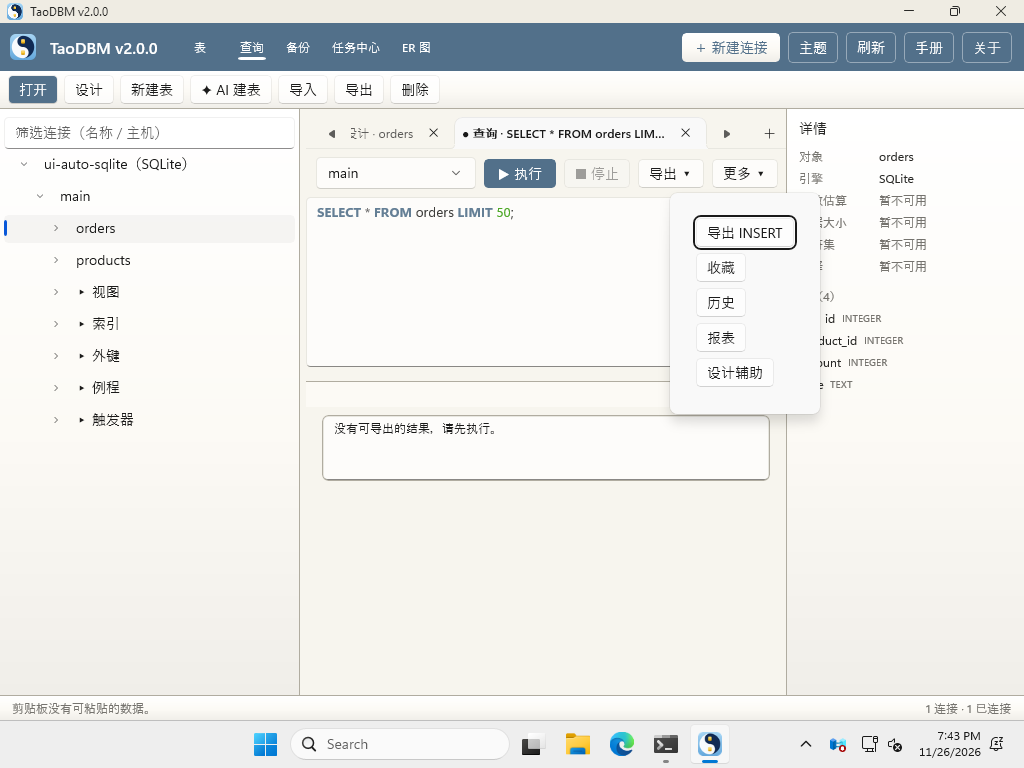 TaoDBM v2.0.0
TaoDBM v2.0.0
表
查询
备份
任务中心
ER 图
+ 新建连接
主题
刷新
手册
关于
打开
设计
新建表
✦ AI 建表
导入
导出
删除
筛选连接（名称 / 主机）
ui-auto-sqlite（SQLite）
main
orders
products
视图
索引
外键
例程
触发器
· orders
● 查询 · SELECT * FROM orders LIM...
main
执行
停止
导出
更多
SELECT * FROM orders LIMIT 50;
导出 INSERT
收藏
历史
报表
设计辅助
没有可导出的结果，请先执行。
详情
对象 orders
引擎 SQLite
估算 暂不可用
大小 暂不可用
集 暂不可用
暂不可用
(4)
id INTEGER
duct_id INTEGER
ount INTEGER
e TEXT
剪贴板没有可粘贴的数据。
1 连接 · 1 已连接
Search
7:43 PM
11/26/2026